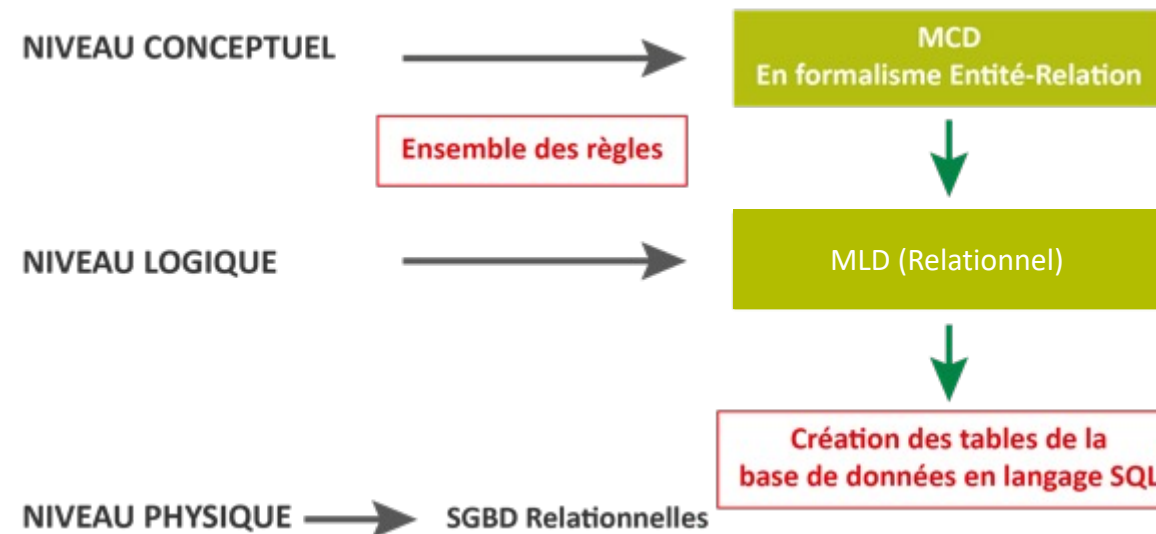 NIVEAU CONCEPTUEL
MCD
En formalisme Entité-Relation
Ensemble des règles
NIVEAU LOGIQUE
MLD (Relationnel)
Création des tables de la
base de données en langage SQL
NIVEAU PHYSIQUE
SGBD Relationnelles